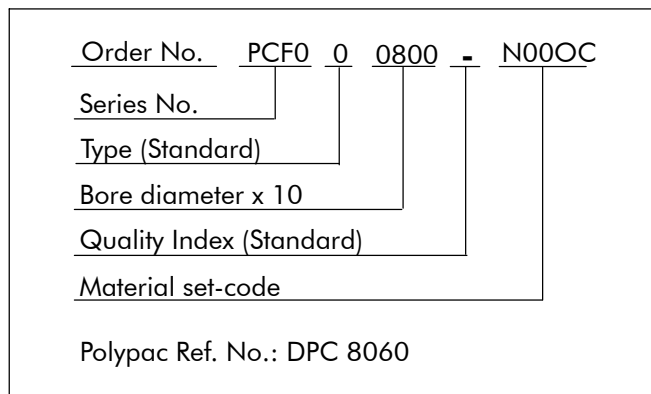 Order No. PCF0 0 0800 - N00OC
Series No.
Type (Standard)
Bore diameter x 10
Quality Index (Standard)
Material set-code
Polypac Ref. No.: DPC 8060